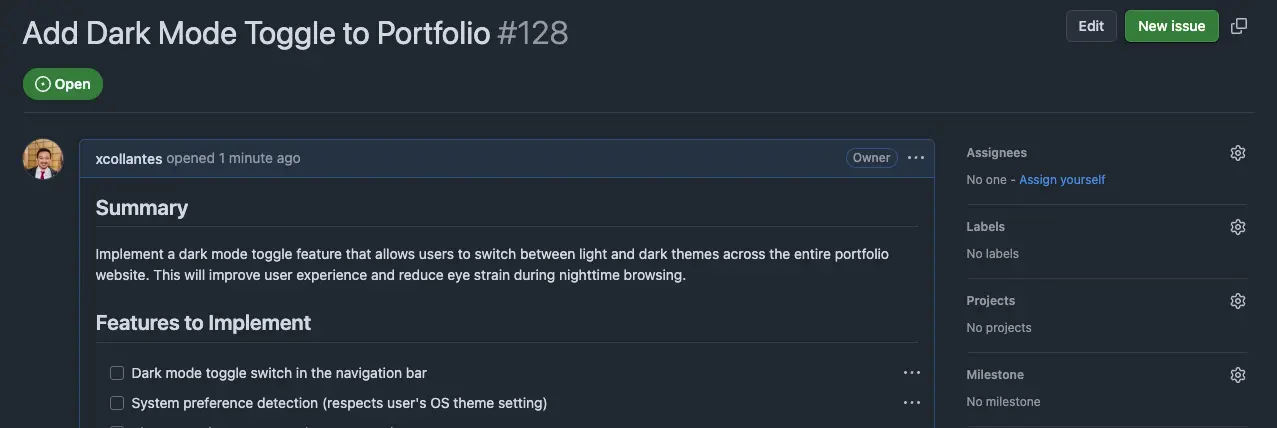 Add Dark Mode Toggle to Portfolio #128
Edit
New issue
Open
xcollantes opened 1 minute ago
Owner
Summary
Implement a dark mode toggle feature that allows users to switch between light and dark themes across the entire portfolio
website. This will improve user experience and reduce eye strain during nighttime browsing.
Features to Implement
Dark mode toggle switch in the navigation bar
System preference detection (respects user's OS theme setting)
Assignees
No one - Assign yourself
Labels
No labels
Projects
No projects
Milestone
No milestone